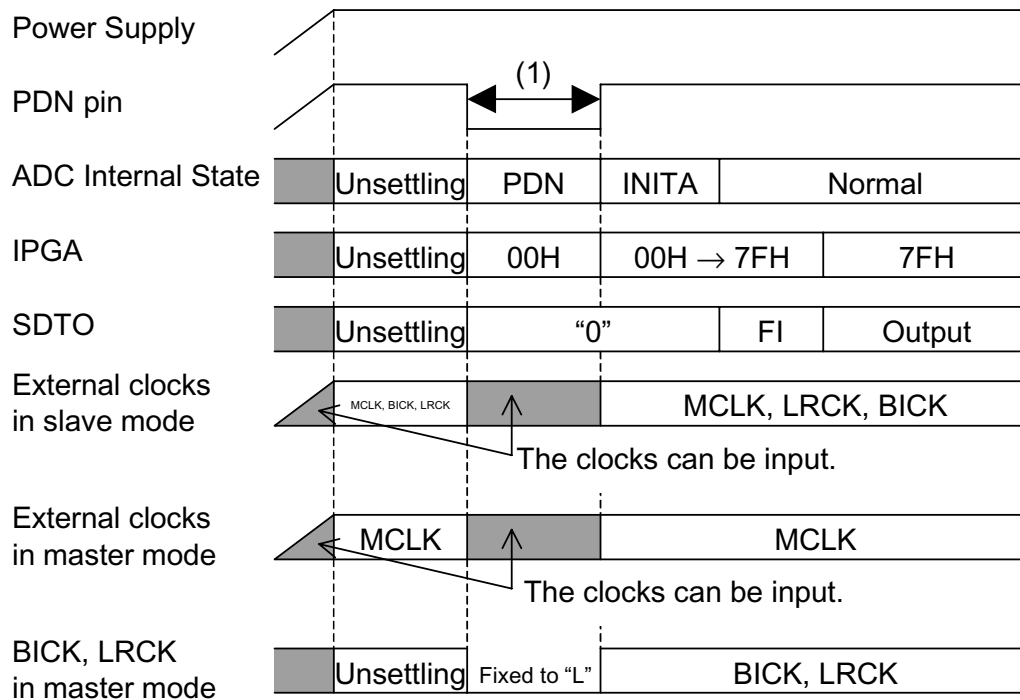 Power Supply
(1)
PDN pin
ADC Internal State
Unsettling
PDN
INITA
Normal
IPGA
Unsettling
00H
00H → 7FH
7FH
SDTO
Unsettling
“0”
FI
Output
External clocks
in slave mode
MCLK, BICK, LRCK
MCLK, LRCK, BICK
The clocks can be input.
External clocks
in master mode
MCLK
MCLK
The clocks can be input.
BICK, LRCK
in master mode
Unsettling
Fixed to “L”
BICK, LRCK